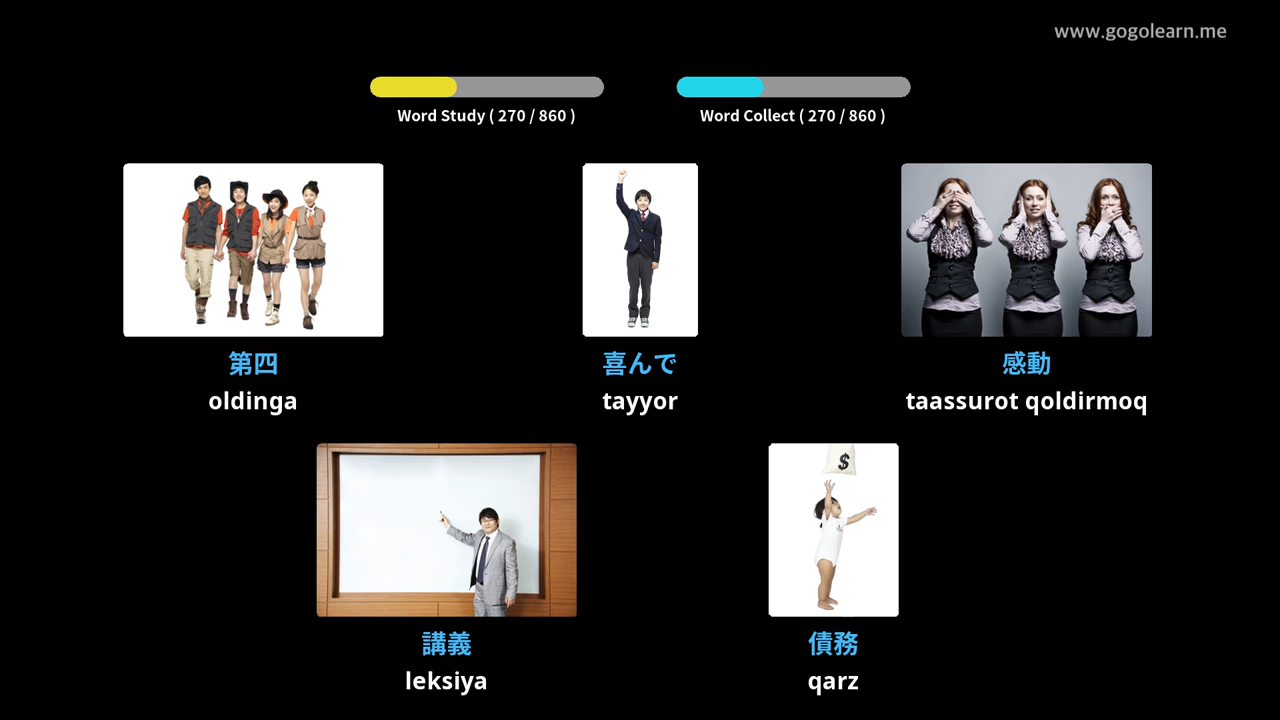 www.gogolearn.me
Word Study ( 270 / 860 )
Word Collect ( 270 / 860 )
第四
oldinga
喜んで
tayyor
感動
taassurot qoldirmoq
$
講義
leksiya
債務
qarz